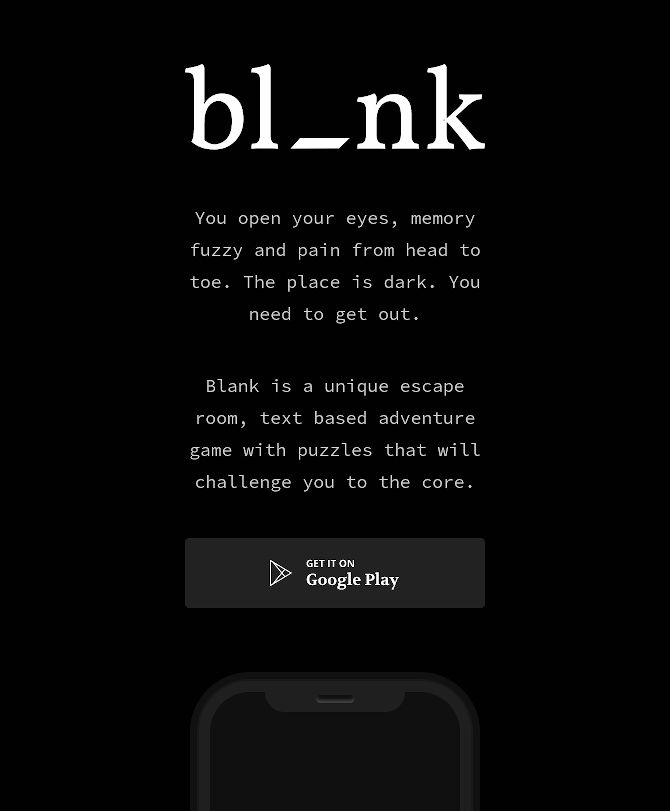 bl_nk
You open your eyes, memory
fuzzy and pain from head to
toe. The place is dark. You
need to get out.
Blank is a unique escape
room, text based adventure
game with puzzles that will
challenge you to the core.
GET IT ON
Google Play